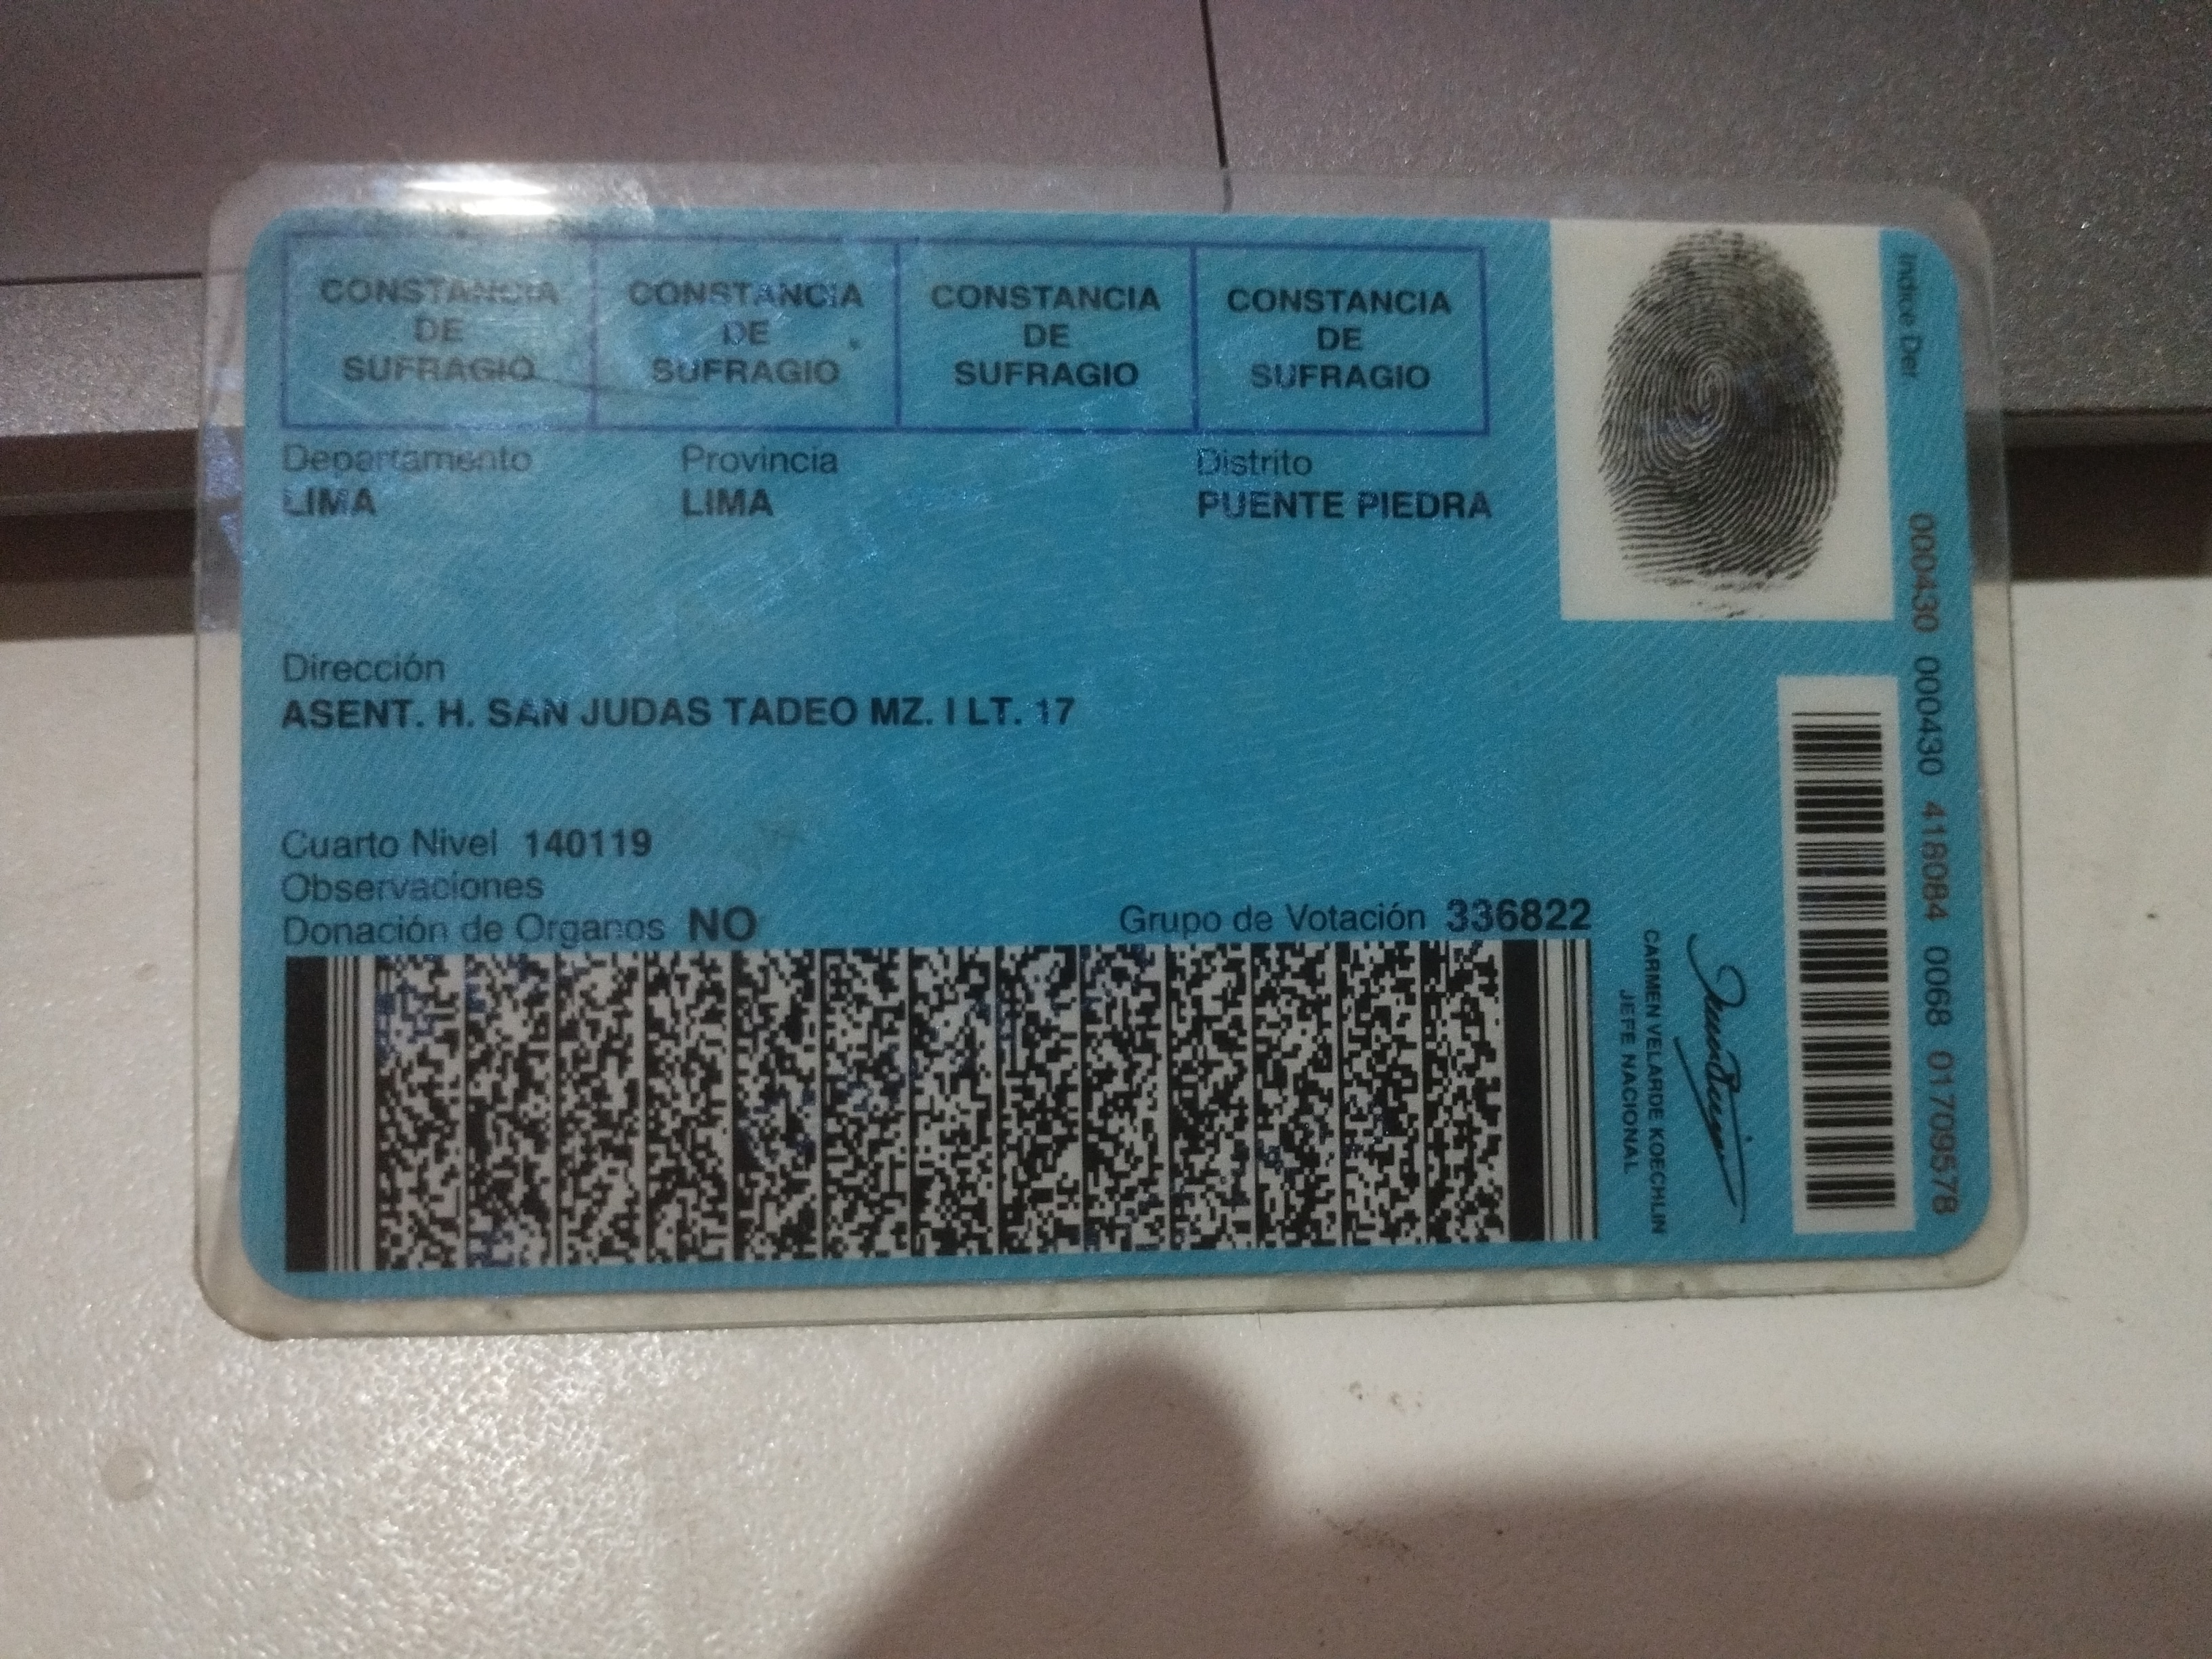 CONSTANCIA DE SUFRAGIO
CONSTANCIA DE SUFRAGIO
CONSTANCIA DE SUFRAGIO
CONSTANCIA DE SUFRAGIO
Departamento Provincia Distrito
LIMA LIMA PUENTE PIEDRA
Dirección
ASENT. H. SAN JUDAS TADEO MZ. I LT. 17
Cuarto Nivel 140119
Observaciones
Donación de Organos NO Grupo de Votación 336822
CARMEN VELARDE KOECHLIN
JEFE NACIONAL
Indice Der
000430 000430 418084 0068 01709578